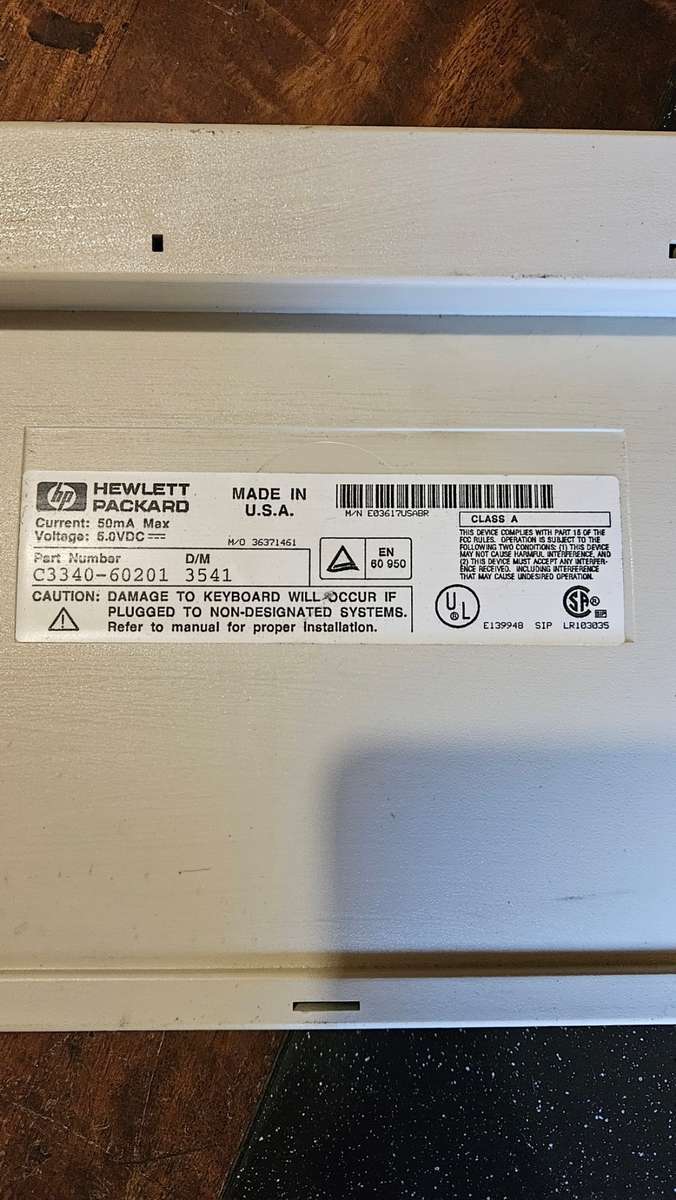 hp HEWLETT
PACKARD
MADE IN
U.S.A.
M/N E03617USABR
Current: 50mA Max
Voltage: 5.0VDC
M/O 36371461
Part Number D/M
C3340-60201 3541
EN
60 950
CLASS A
THIS DEVICE COMPLIES WITH PART 15 OF THE
FCC RULES. OPERATION IS SUBJECT TO THE
FOLLOWING TWO CONDITIONS: (1) THIS DEVICE
MAY NOT CAUSE HARMFUL INTERFERENCE, AND
(2) THIS DEVICE MUST ACCEPT ANY INTERFER-
ENCE RECEIVED, INCLUDING INTERFERENCE
THAT MAY CAUSE UNDESIRED OPERATION.
CAUTION: DAMAGE TO KEYBOARD WILL OCCUR IF
PLUGGED TO NON-DESIGNATED SYSTEMS.
Refer to manual for proper installation.
UL ®
E139948 SIP
SA ®
LR103035